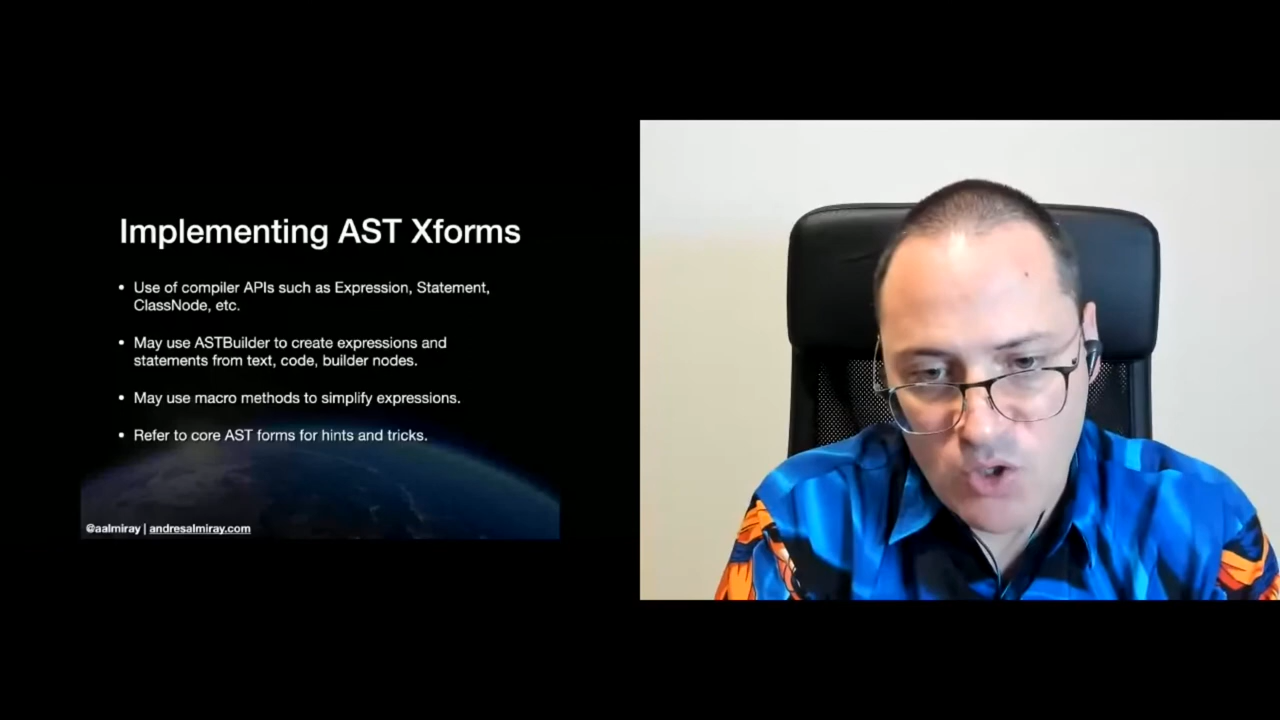 Implementing AST Xforms
• Use of compiler APIs such as Expression, Statement,
ClassNode, etc.
• May use ASTBuilder to create expressions and
statements from text, code, builder nodes.
• May use macro methods to simplify expressions.
• Refer to core AST forms for hints and tricks.
@aalmiray | andresalmiray.com